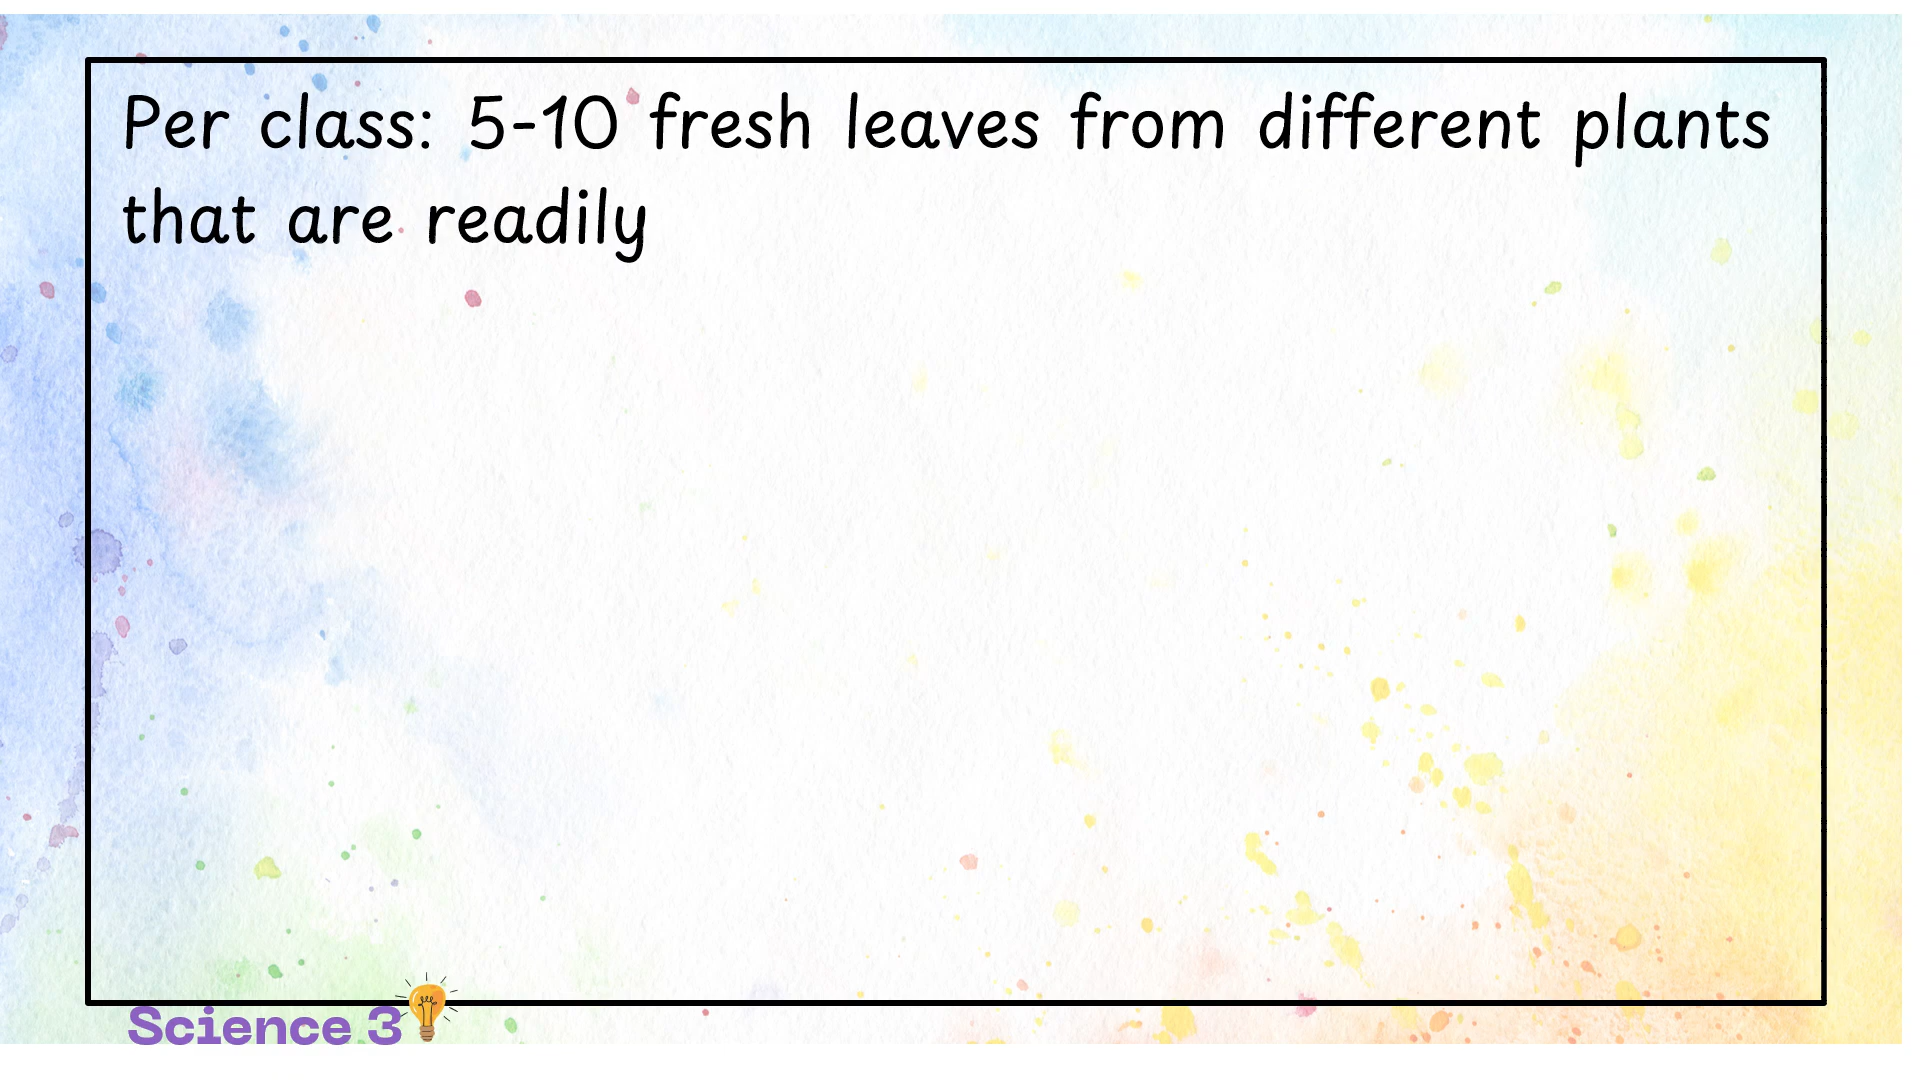 Per class: 5-10 fresh leaves from different plants
that are readily
Science 3